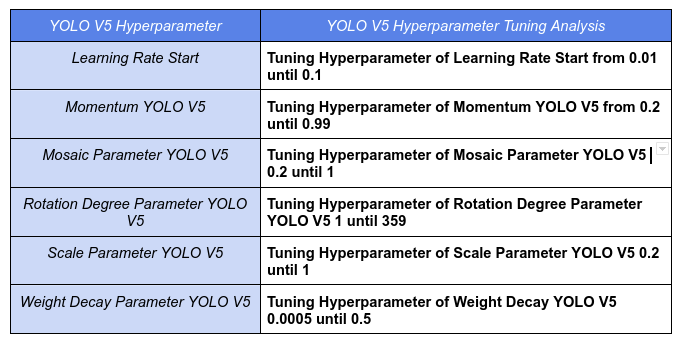 YOLO V5 Hyperparameter
YOLO V5 Hyperparameter Tuning Analysis
Learning Rate Start
Tuning Hyperparameter of Learning Rate Start from 0.01
until 0.1
Momentum YOLO V5
Tuning Hyperparameter of Momentum YOLO V5 from 0.2
until 0.99
Mosaic Parameter YOLO V5
Tuning Hyperparameter of Mosaic Parameter YOLO V5
0.2 until 1
Rotation Degree Parameter YOLO
V5
Tuning Hyperparameter of Rotation Degree Parameter
YOLO V5 1 until 359
Scale Parameter YOLO V5
Tuning Hyperparameter of Scale Parameter YOLO V5 0.2
until 1
Weight Decay Parameter YOLO V5
Tuning Hyperparameter of Weight Decay YOLO V5
0.0005 until 0.5